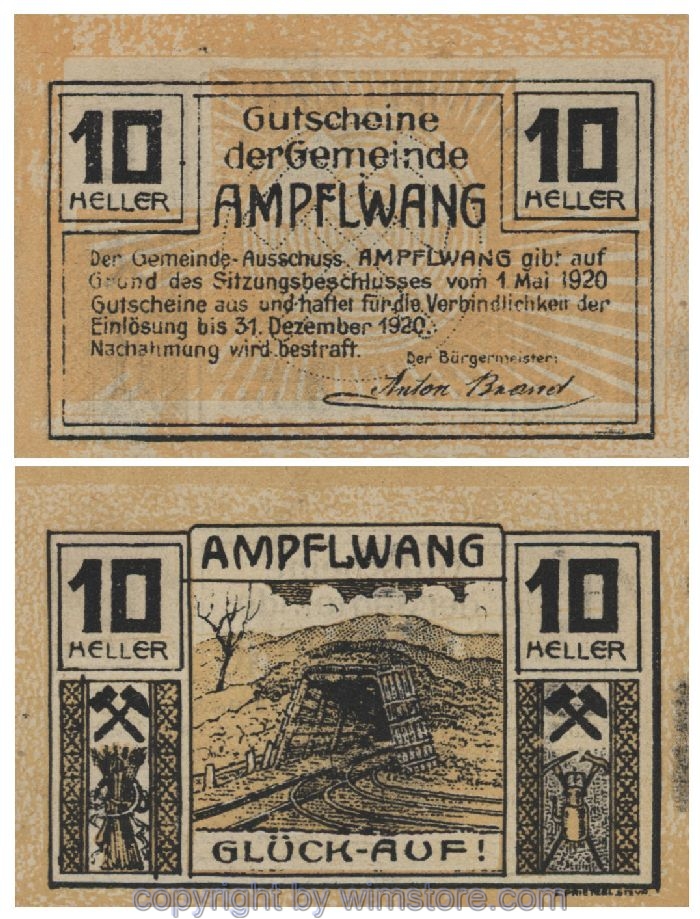 10 HELLER
Gutscheine
der Gemeinde
AMPFLWANG
10 HELLER
Der Gemeinde-Ausschuss AMPFLWANG gibt auf
Grund des Sitzungsbeschlusses vom 1. Mai 1920
Gutscheine aus und haftet für die Verbindlichkeit der
Einlösung bis 31. Dezember 1920.
Nachahmung wird bestraft.
Der Bürgermeister:
Anton Brand
10 HELLER
AMPFLWANG
10 HELLER
GLÜCK-AUF!
copyright by wimstore.com